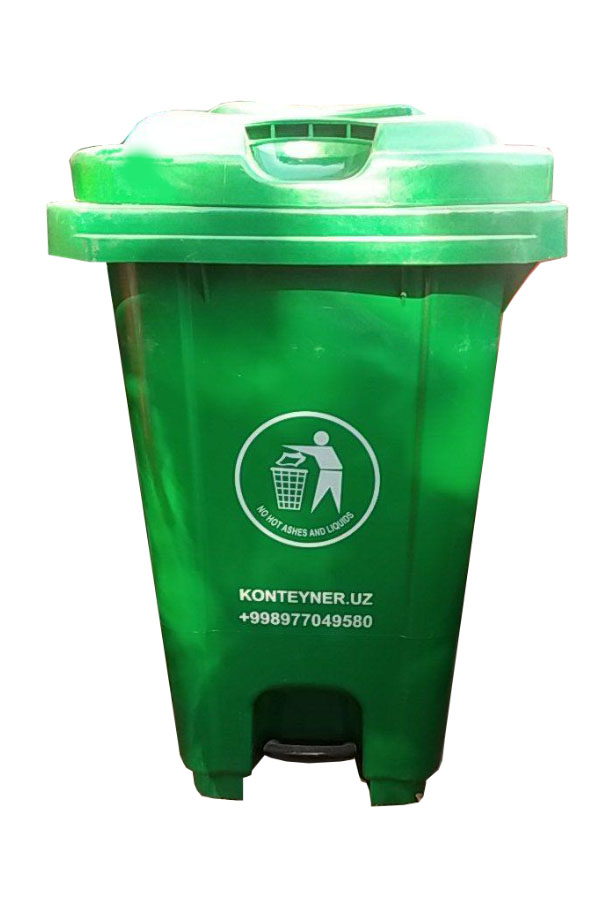 NO HOT ASHES AND LIQUIDS
KONTEYNER.UZ
+998977049580